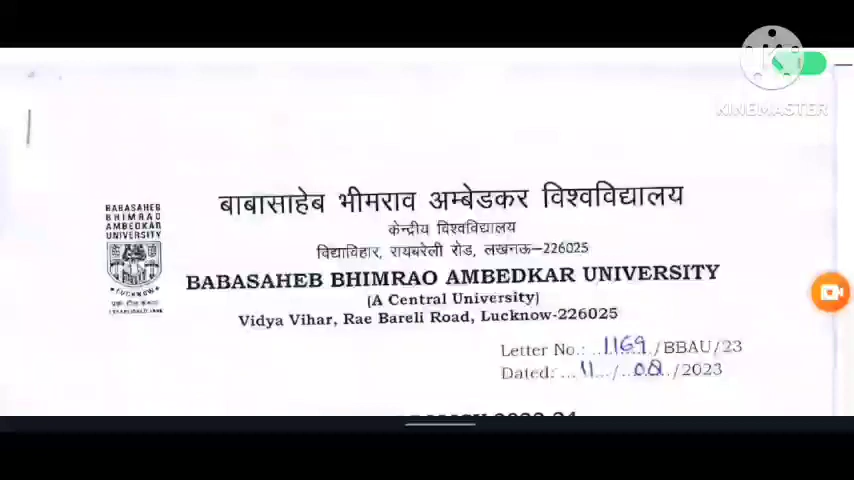 KINEMASTER
बाबासाहेब भीमराव अम्बेडकर विश्वविद्यालय
केन्द्रीय विश्वविद्यालय
विद्याविहार, रायबरेली रोड, लखनऊ–226025
BABASAHEB
BHIMRAO
AMBEDKAR
UNIVERSITY
LUCKNOW
BABASAHEB BHIMRAO AMBEDKAR UNIVERSITY
(A Central University)
Vidya Vihar, Rae Bareli Road, Lucknow-226025
Letter No.: ..1169../BBAU/23
Dated: ...11.../...08../2023